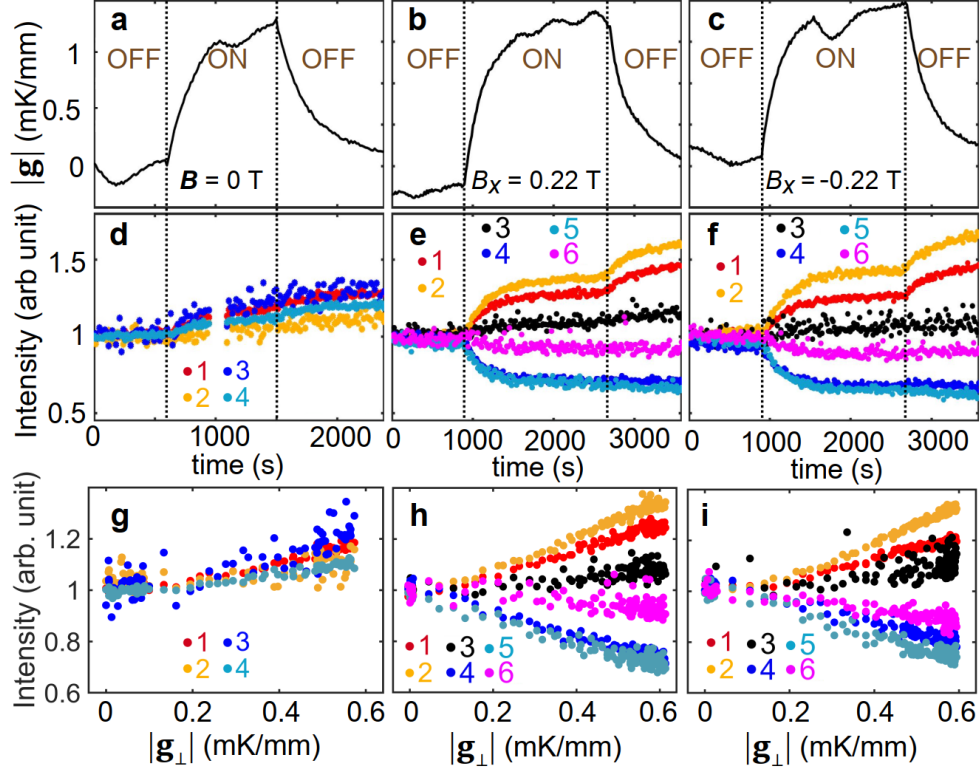 a
b
c
OFF ON OFF
OFF ON OFF
OFF ON OFF
|g| (mK/mm)
1
0.5
0
B = 0 T
Bx = 0.22 T
Bx = -0.22 T
d
e
f
Intensity (arb unit)
1.5
1
0.5
1 3
2 4
3 5
1 4 6
2
3 5
1 4 6
2
0 1000 2000
0 1000 2000 3000
0 1000 2000 3000
time (s)
time (s)
time (s)
g
h
i
Intensity (arb. unit)
1.2
1
0.8
0.6
1 3
2 4
1 3 5
2 4 6
1 3 5
2 4 6
0 0.2 0.4 0.6
0 0.2 0.4 0.6
0 0.2 0.4 0.6
|g⊥| (mK/mm)
|g⊥| (mK/mm)
|g⊥| (mK/mm)